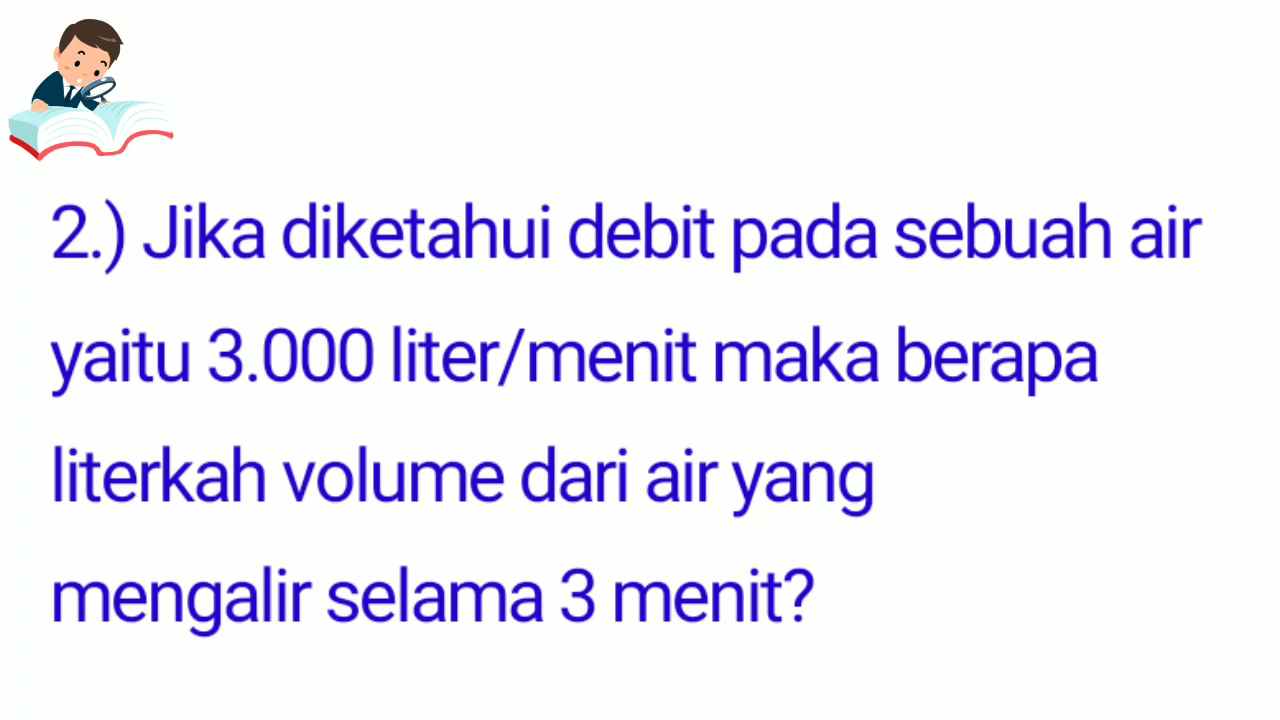 2.) Jika diketahui debit pada sebuah air
yaitu 3.000 liter/menit maka berapa
literkah volume dari air yang
mengalir selama 3 menit?